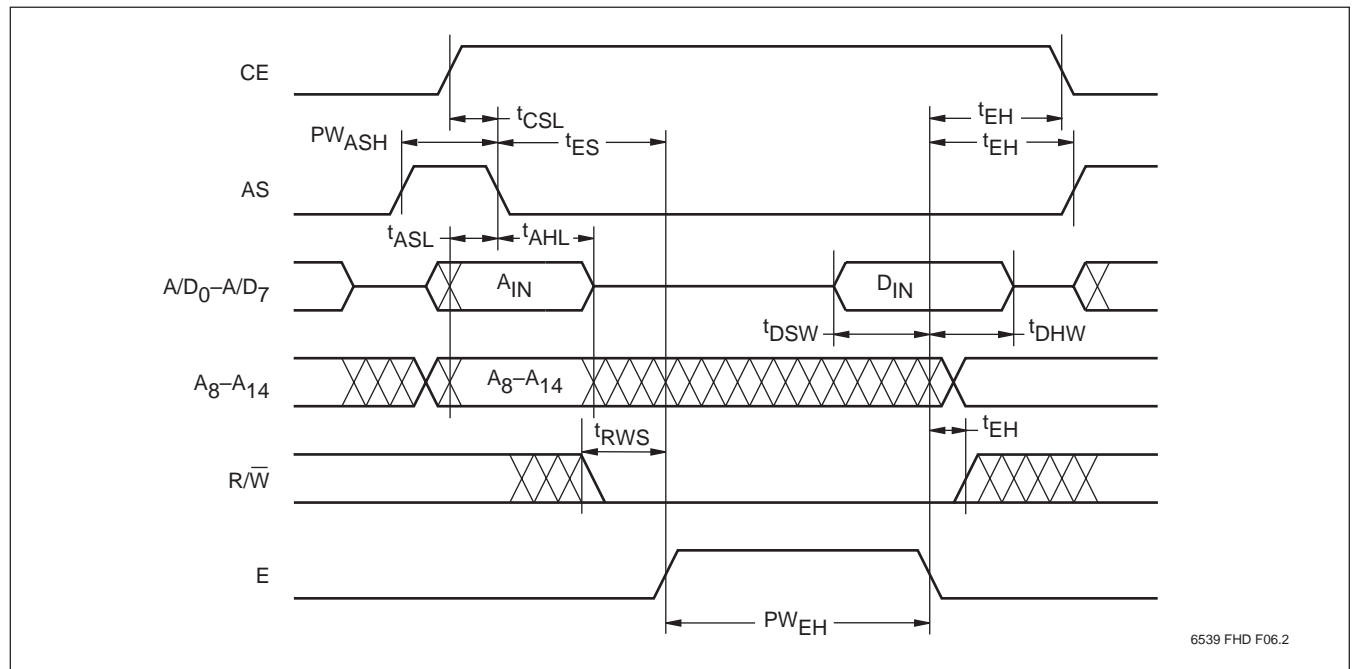 CE
tCSL
tEH
PWASH
tES
tEH
AS
tASL
tAHL
A/D0–A/D7
AIN
DIN
tDSW
tDHW
A8–A14
A8–A14
tEH
tRWS
R/W̅
E
PWEH
6539 FHD F06.2